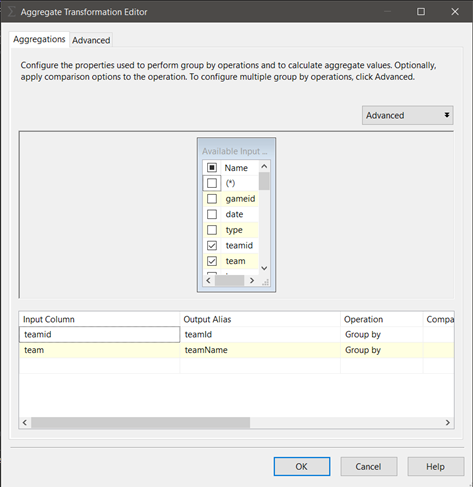 Aggregate Transformation Editor
Aggregations Advanced
Configure the properties used to perform group by operations and to calculate aggregate values. Optionally,
apply comparison options to the operation. To configure multiple group by operations, click Advanced.
Advanced
Available Input ...
Name
(*)
gameid
date
type
teamid
team
Input Column Output Alias Operation Compa
teamid teamId Group by
team teamName Group by
OK Cancel Help